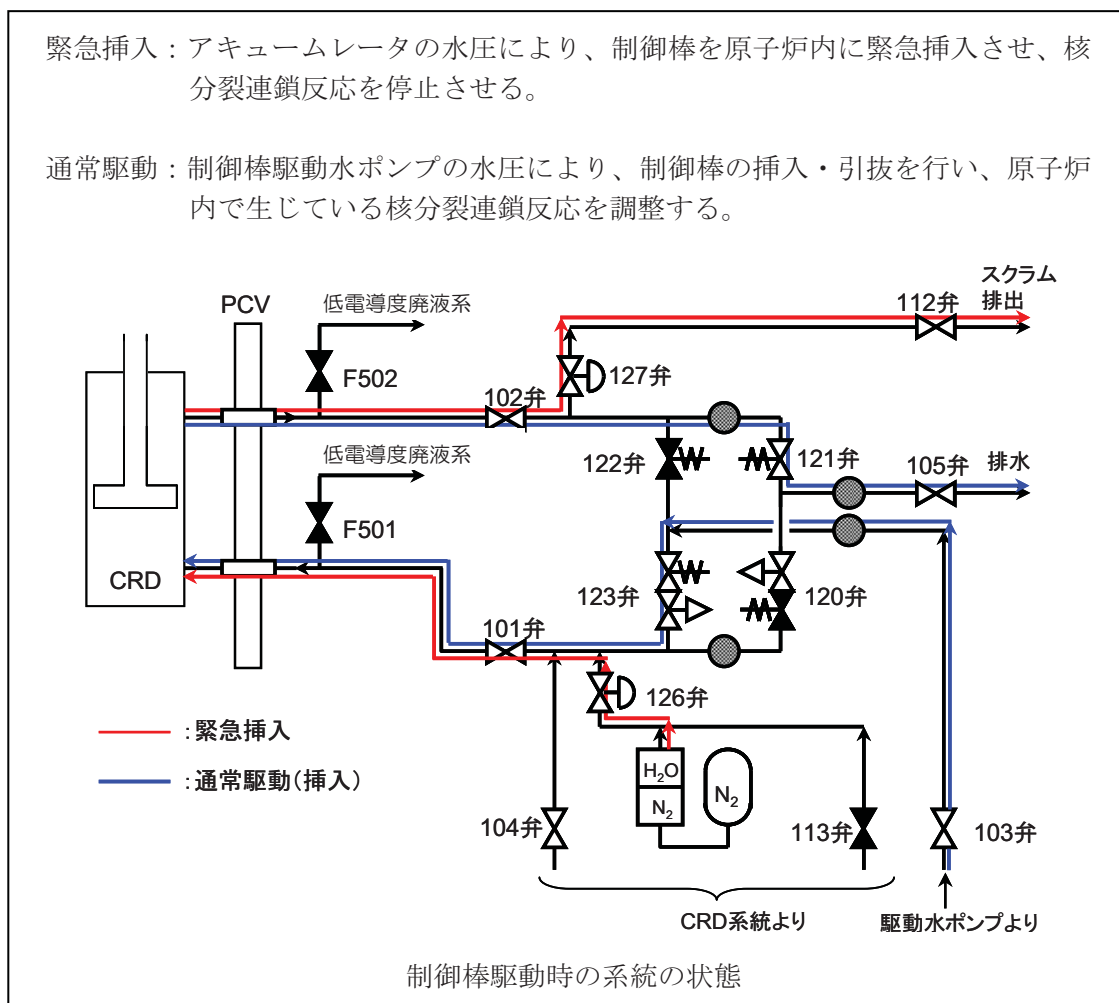 緊急挿入：アキュームレータの水圧により、制御棒を原子炉内に緊急挿入させ、核
分裂連鎖反応を停止させる。
通常駆動：制御棒駆動水ポンプの水圧により、制御棒の挿入・引抜を行い、原子炉
内で生じている核分裂連鎖反応を調整する。
スクラム
排出
PCV
低電導度廃液系
112弁
F502
127弁
102弁
低電導度廃液系
122弁
121弁
105弁
排水
F501
CRD
123弁
120弁
101弁
126弁
：緊急挿入
：通常駆動（挿入）
H₂O
N₂
N₂
104弁
113弁
103弁
CRD系統より
駆動水ポンプより
制御棒駆動時の系統の状態